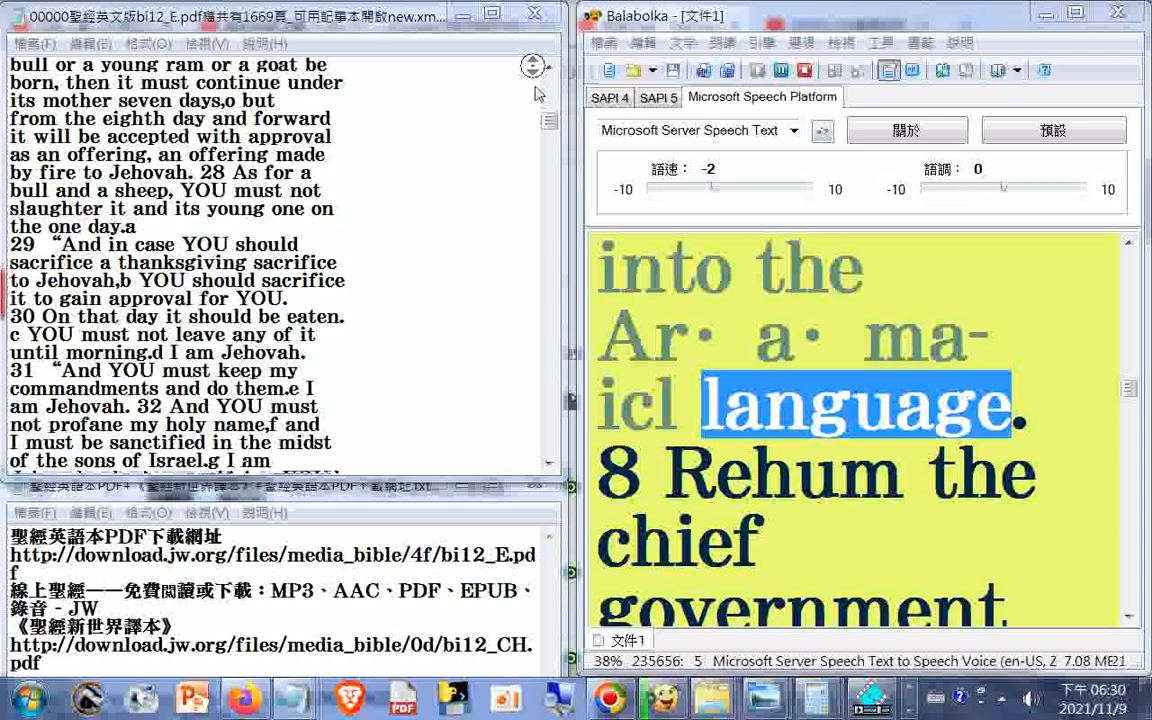 00000聖經英文版bi12_E.pdf檔共有1669頁_可用記事本開啟new.xm...
檔案(F) 編輯(E) 格式(O) 檢視(V) 說明(H)
bull or a young ram or a goat be
born, then it must continue under
its mother seven days,o but
from the eighth day and forward
it will be accepted with approval
as an offering, an offering made
by fire to Jehovah. 28 As for a
bull and a sheep, YOU must not
slaughter it and its young one on
the one day.a
29 “And in case YOU should
sacrifice a thanksgiving sacrifice
to Jehovah,b YOU should sacrifice
it to gain approval for YOU.
30 On that day it should be eaten.
c YOU must not leave any of it
until morning.d I am Jehovah.
31 “And YOU must keep my
commandments and do them.e I
am Jehovah. 32 And YOU must
not profane my holy name,f and
I must be sanctified in the midst
of the sons of Israel.g I am
檔案(F) 編輯(E) 格式(O) 檢視(V) 說明(H)
聖經英語本PDF下載網址
http://download.jw.org/files/media_bible/4f/bi12_E.pd
f
線上聖經——免費閱讀或下載：MP3、AAC、PDF、EPUB、
錄音 - JW
《聖經新世界譯本》
http://download.jw.org/files/media_bible/0d/bi12_CH.
pdf
Balabolka - [文件1]
檔案 編輯 文字 朗讀 引擎 選項 檢視 工具 書籤 說明
SAPI 4 SAPI 5 Microsoft Speech Platform
Microsoft Server Speech Text 關於 預設
語速： -2 語調： 0
-10 10 -10 10
into the
Ar· a· ma-
icl language.
8 Rehum the
chief
government
文件1
38% 235656: 5 Microsoft Server Speech Text to Speech Voice (en-US, Z 7.08 ME21
下午 06:30
2021/11/9